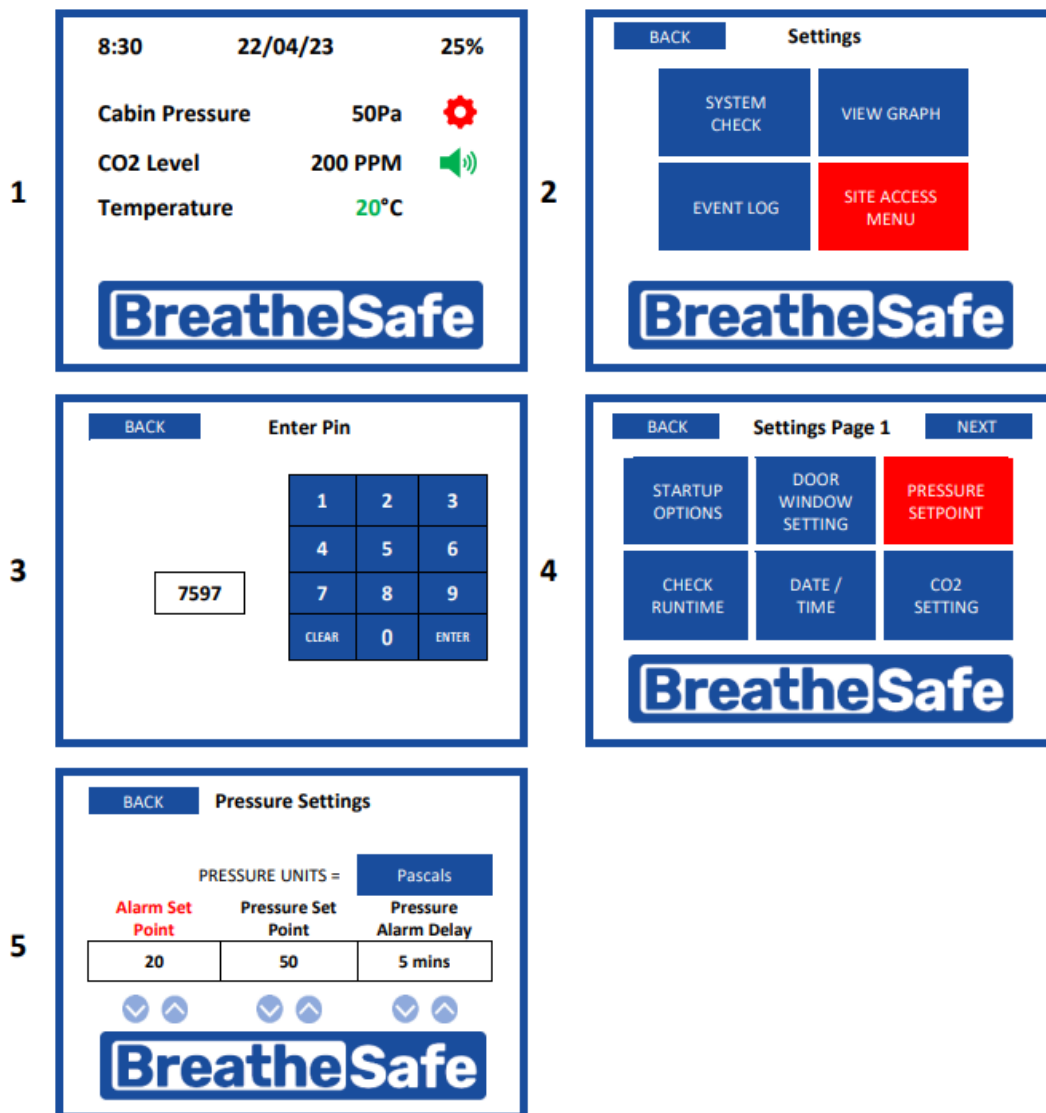 1
8:30 22/04/23 25%
Cabin Pressure 50Pa
CO2 Level 200 PPM
Temperature 20°C
BreatheSafe
2
BACK Settings
SYSTEM
CHECK
VIEW GRAPH
EVENT LOG
SITE ACCESS
MENU
BreatheSafe
3
BACK Enter Pin
1 2 3
4 5 6
7597
7 8 9
CLEAR 0 ENTER
4
BACK Settings Page 1 NEXT
STARTUP
OPTIONS
DOOR
WINDOW
SETTING
PRESSURE
SETPOINT
CHECK
RUNTIME
DATE /
TIME
CO2
SETTING
BreatheSafe
5
BACK Pressure Settings
PRESSURE UNITS = Pascals
Alarm Set
Point
Pressure Set
Point
Pressure
Alarm Delay
20 50 5 mins
BreatheSafe